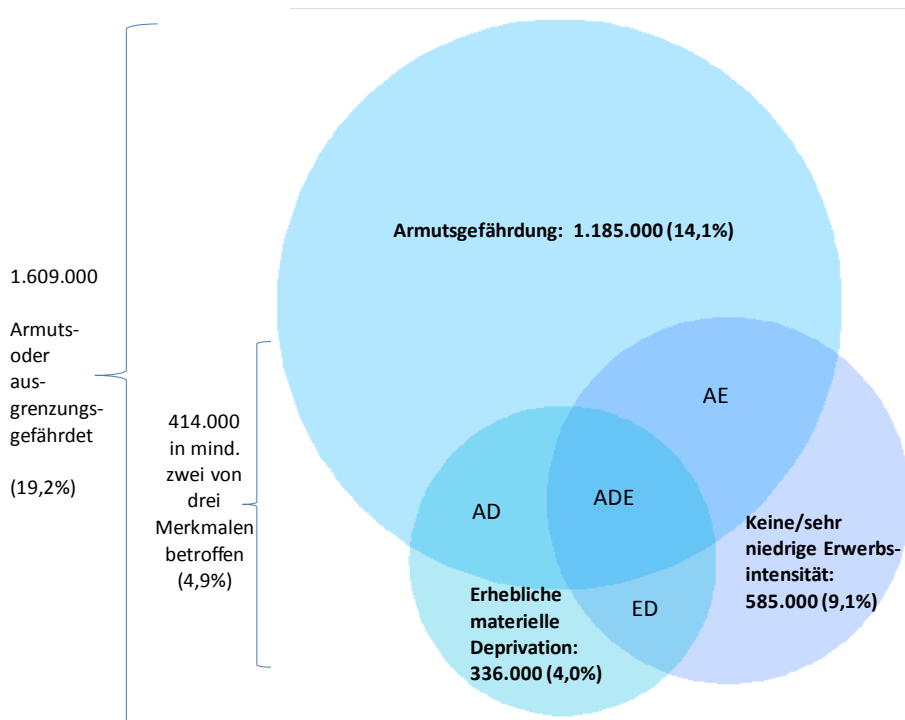 Armutsgefährdung: 1.185.000 (14,1%)
1.609.000
Armuts-
oder
aus-
grenzungs-
gefährdet
(19,2%)
414.000
in mind.
zwei von
drei
Merkmalen
betroffen
(4,9%)
AE
AD
ADE
ED
Keine/sehr
niedrige Erwerbs-
intensität:
585.000 (9,1%)
Erhebliche
materielle
Deprivation:
336.000 (4,0%)